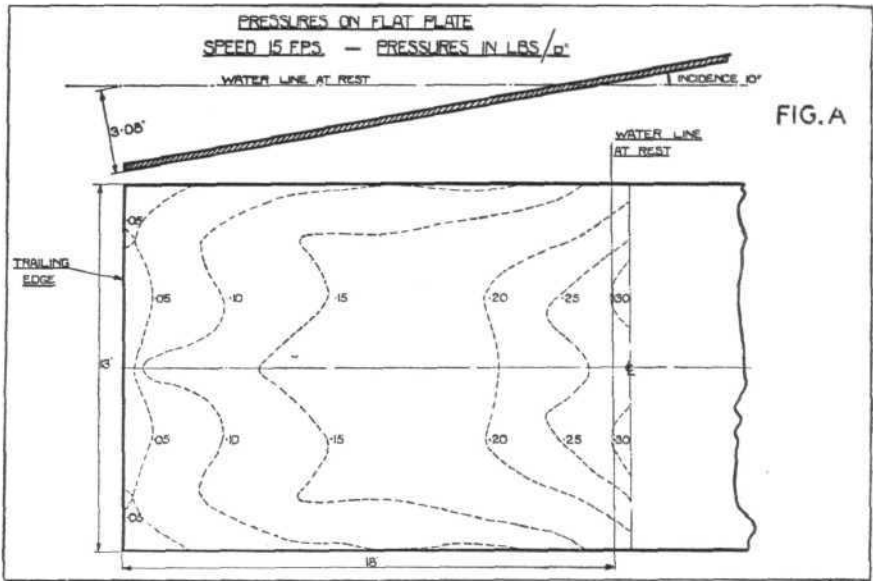 PRESSURES ON FLAT PLATE
SPEED 15 FPS. — PRESSURES IN LBS/□"
WATER LINE AT REST
INCIDENCE 10°
3·08"
FIG. A
WATER LINE
AT REST
·05
TRAILING
EDGE
·05
·10
·15
·20
·25
·30
13"
·05
·10
·15
·20
·25
·30
·05
18"